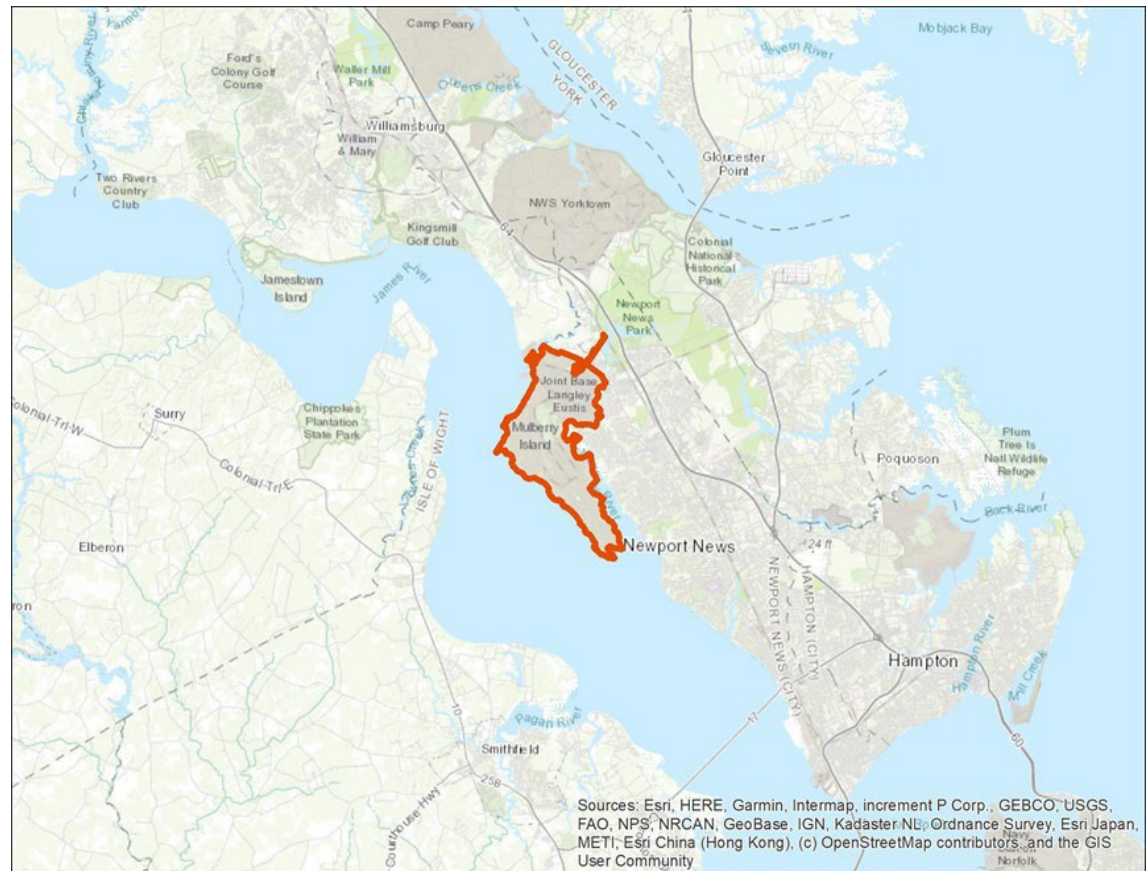 Camp Peary
Mobjack Bay
Severn River
Ford's
Colony Golf
Course
Waller Mill
Park
Queens Creek
GLOUCESTER
YORK
Williamsburg
William
& Mary
Gloucester
Point
Two Rivers
Country
Club
NWS Yorktown
Kingsmill
Golf Club
64
Colonial
National
Historical
Park
Jamestown
Island
James River
Newport
News
Park
Joint Base
Langley
Eustis
Colonial-Trl-W
Surry
Chippokes
Plantation
State Park
Mulberry
Island
ISLE OF WIGHT
Colonial-Trl-E
Plum
Tree Is
Natl Wildlife
Refuge
Poquoson
Back River
River
Elberon
Newport News
24 ft
NEWPORT NEWS (CITY)
HAMPTON (CITY)
Hampton
Hampton River
Mill Creek
10
17
60
Pagan River
Smithfield
258
Courthouse Hwy
Sources: Esri, HERE, Garmin, Intermap, increment P Corp., GEBCO, USGS,
FAO, NPS, NRCAN, GeoBase, IGN, Kadaster NL, Ordnance Survey, Esri Japan,
METI, Esri China (Hong Kong), (c) OpenStreetMap contributors, and the GIS
User Community
Norfolk